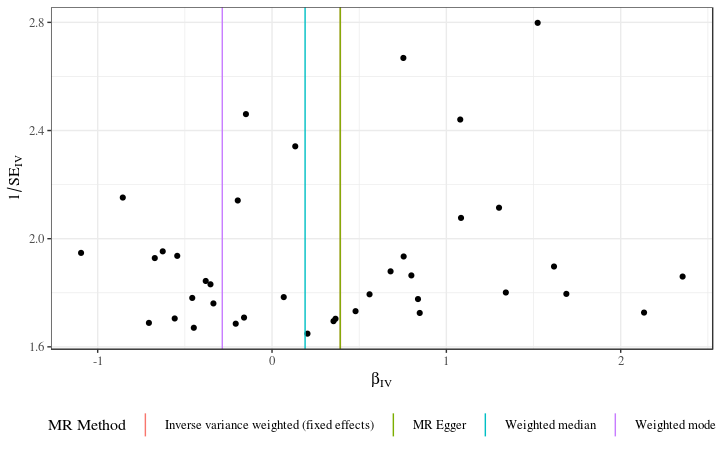 2.8
2.4
2.0
1.6
1/SE_IV
-1 0 1 2
β_IV
MR Method Inverse variance weighted (fixed effects) MR Egger Weighted median Weighted mode